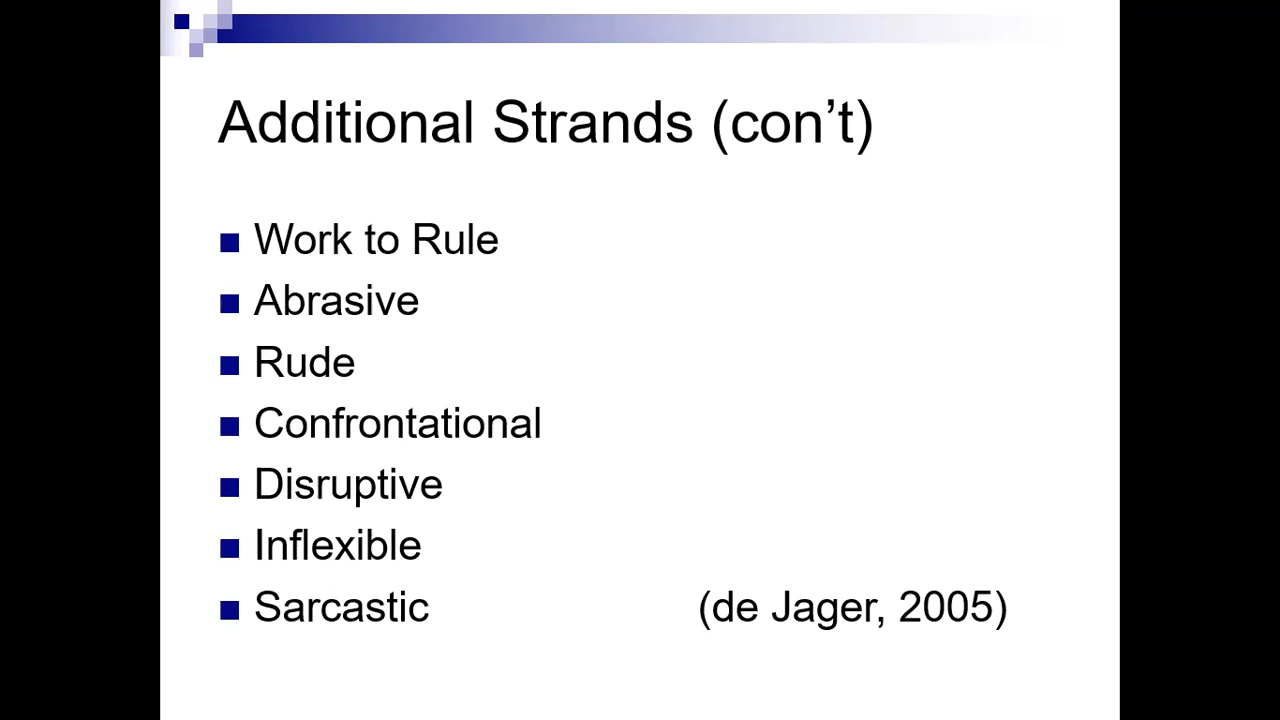 Additional Strands (con’t)
Work to Rule
Abrasive
Rude
Confrontational
Disruptive
Inflexible
Sarcastic (de Jager, 2005)